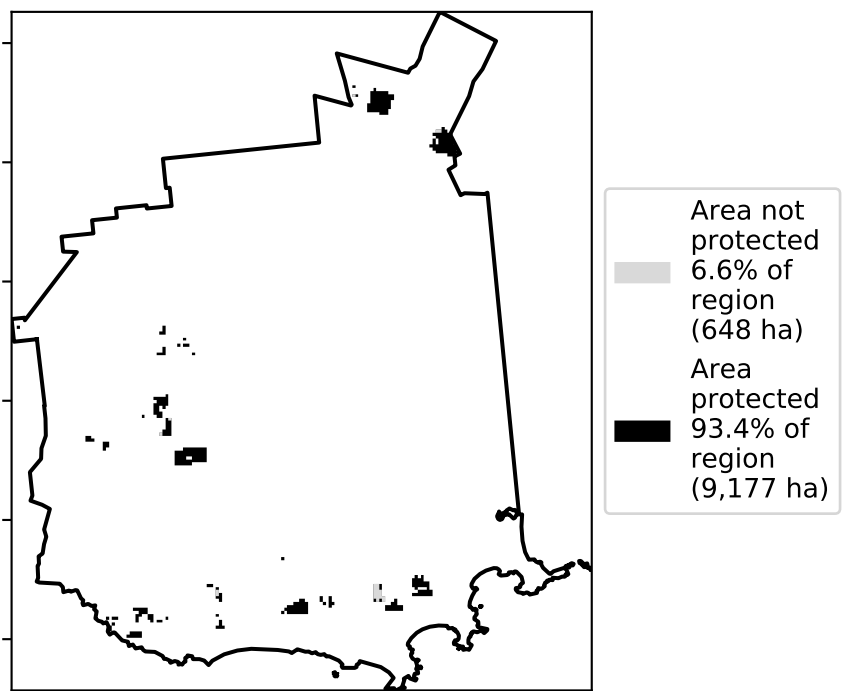 Area not
protected
6.6% of
region
(648 ha)
Area
protected
93.4% of
region
(9,177 ha)